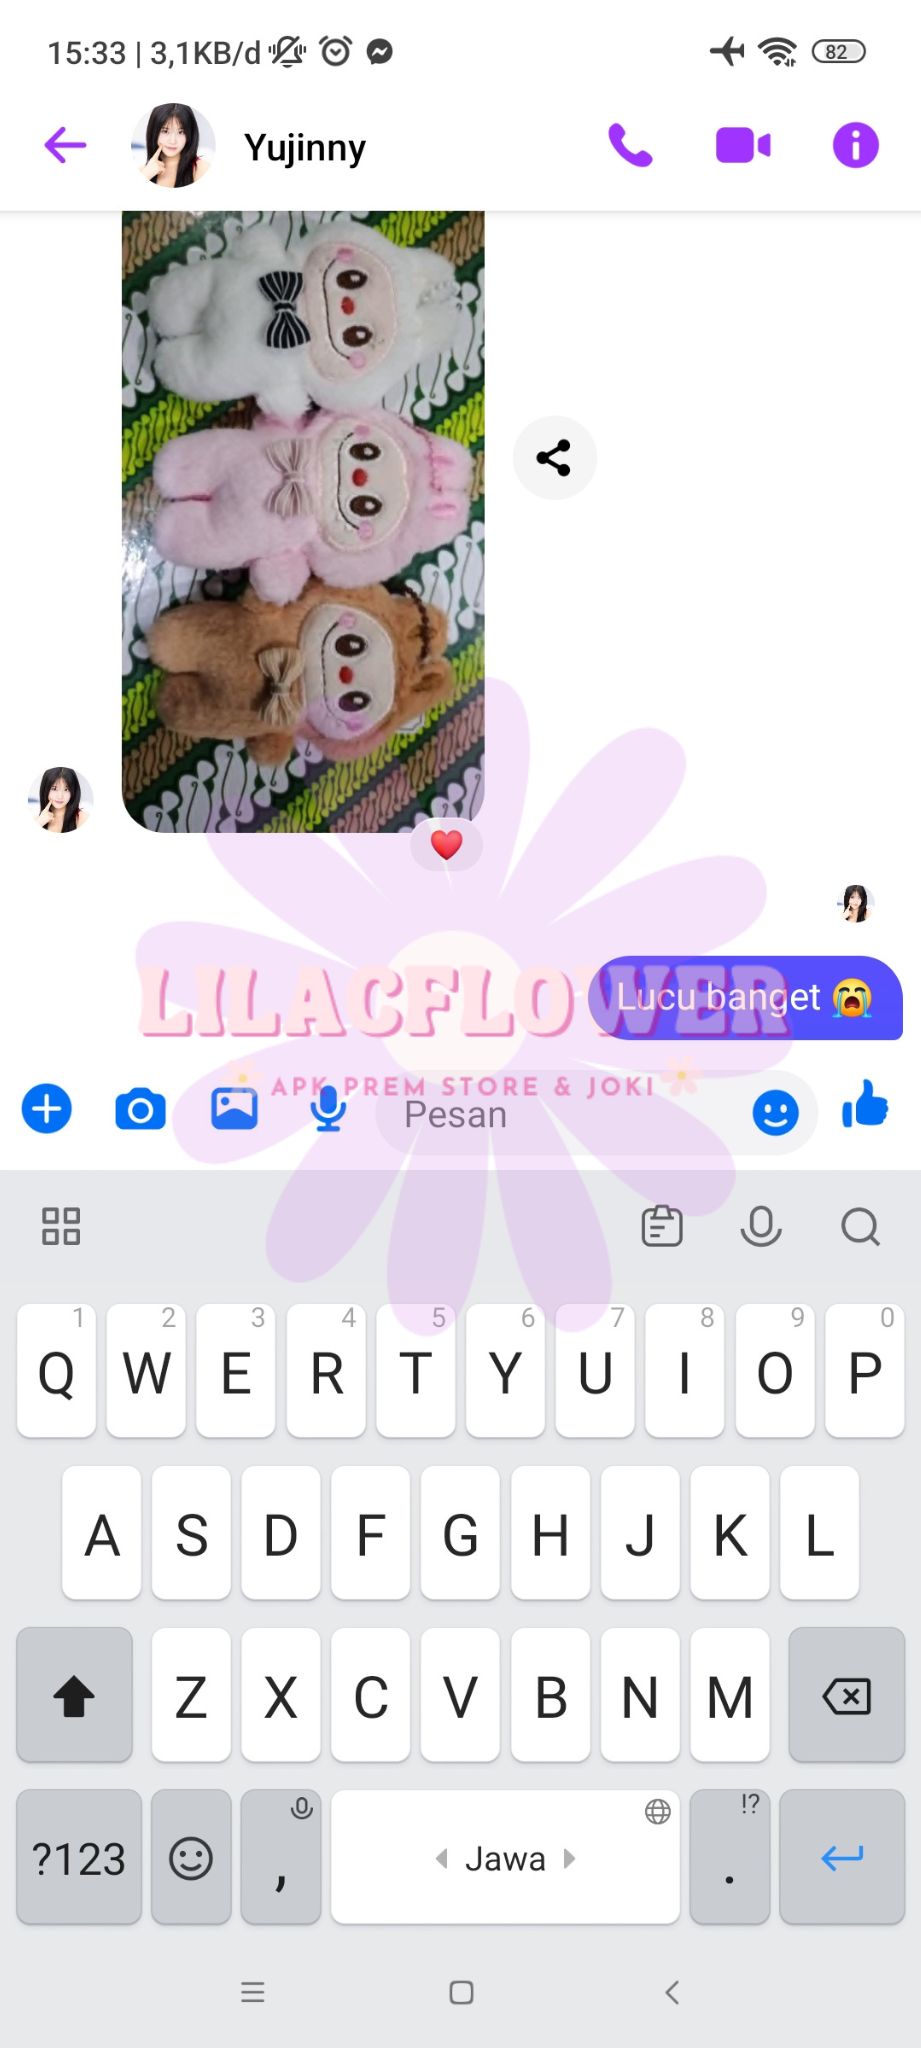 15:33 | 3,1KB/d
82
Yujinny
Lucu banget 😭
LILACFLOWER
APK PREM STORE & JOKI
Pesan
1 2 3 4 5 6 7 8 9 0
Q W E R T Y U I O P
A S D F G H J K L
Z X C V B N M
!?
?123 , Jawa .